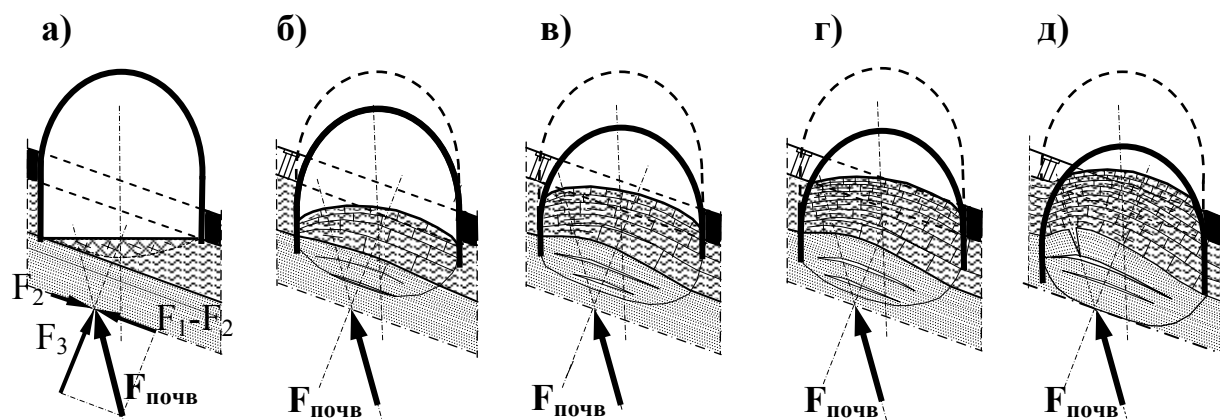 а) б) в) г) д)
F₂ F₁-F₂
F₃
Fпочв Fпочв Fпочв Fпочв Fпочв